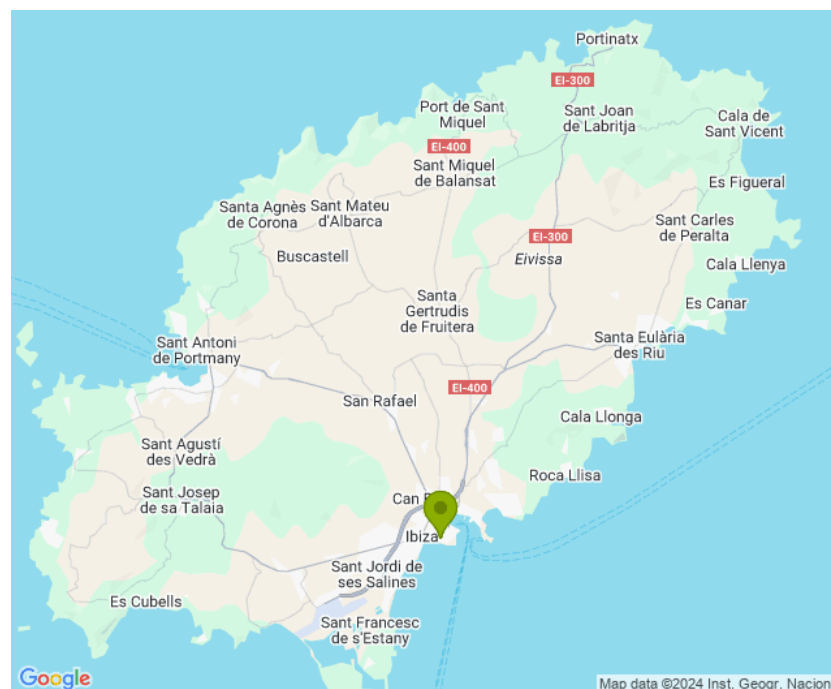 Portinatx
EI-300
Port de Sant
Miquel
Sant Joan
de Labritja
Cala de
Sant Vicent
EI-400
Sant Miquel
de Balansat
Es Figueral
Santa Agnès
de Corona
Sant Mateu
d'Albarca
Sant Carles
de Peralta
EI-300
Buscastell
Eivissa
Cala Llenya
Santa
Gertrudis
de Fruitera
Es Canar
Sant Antoni
de Portmany
Santa Eulària
des Riu
EI-400
San Rafael
Cala Llonga
Sant Agustí
des Vedrà
Roca Llisa
Sant Josep
de sa Talaia
Can
Ibiza
Sant Jordi de
ses Salines
Es Cubells
Sant Francesc
de s'Estany
Google
Map data ©2024 Inst. Geogr. Nacion